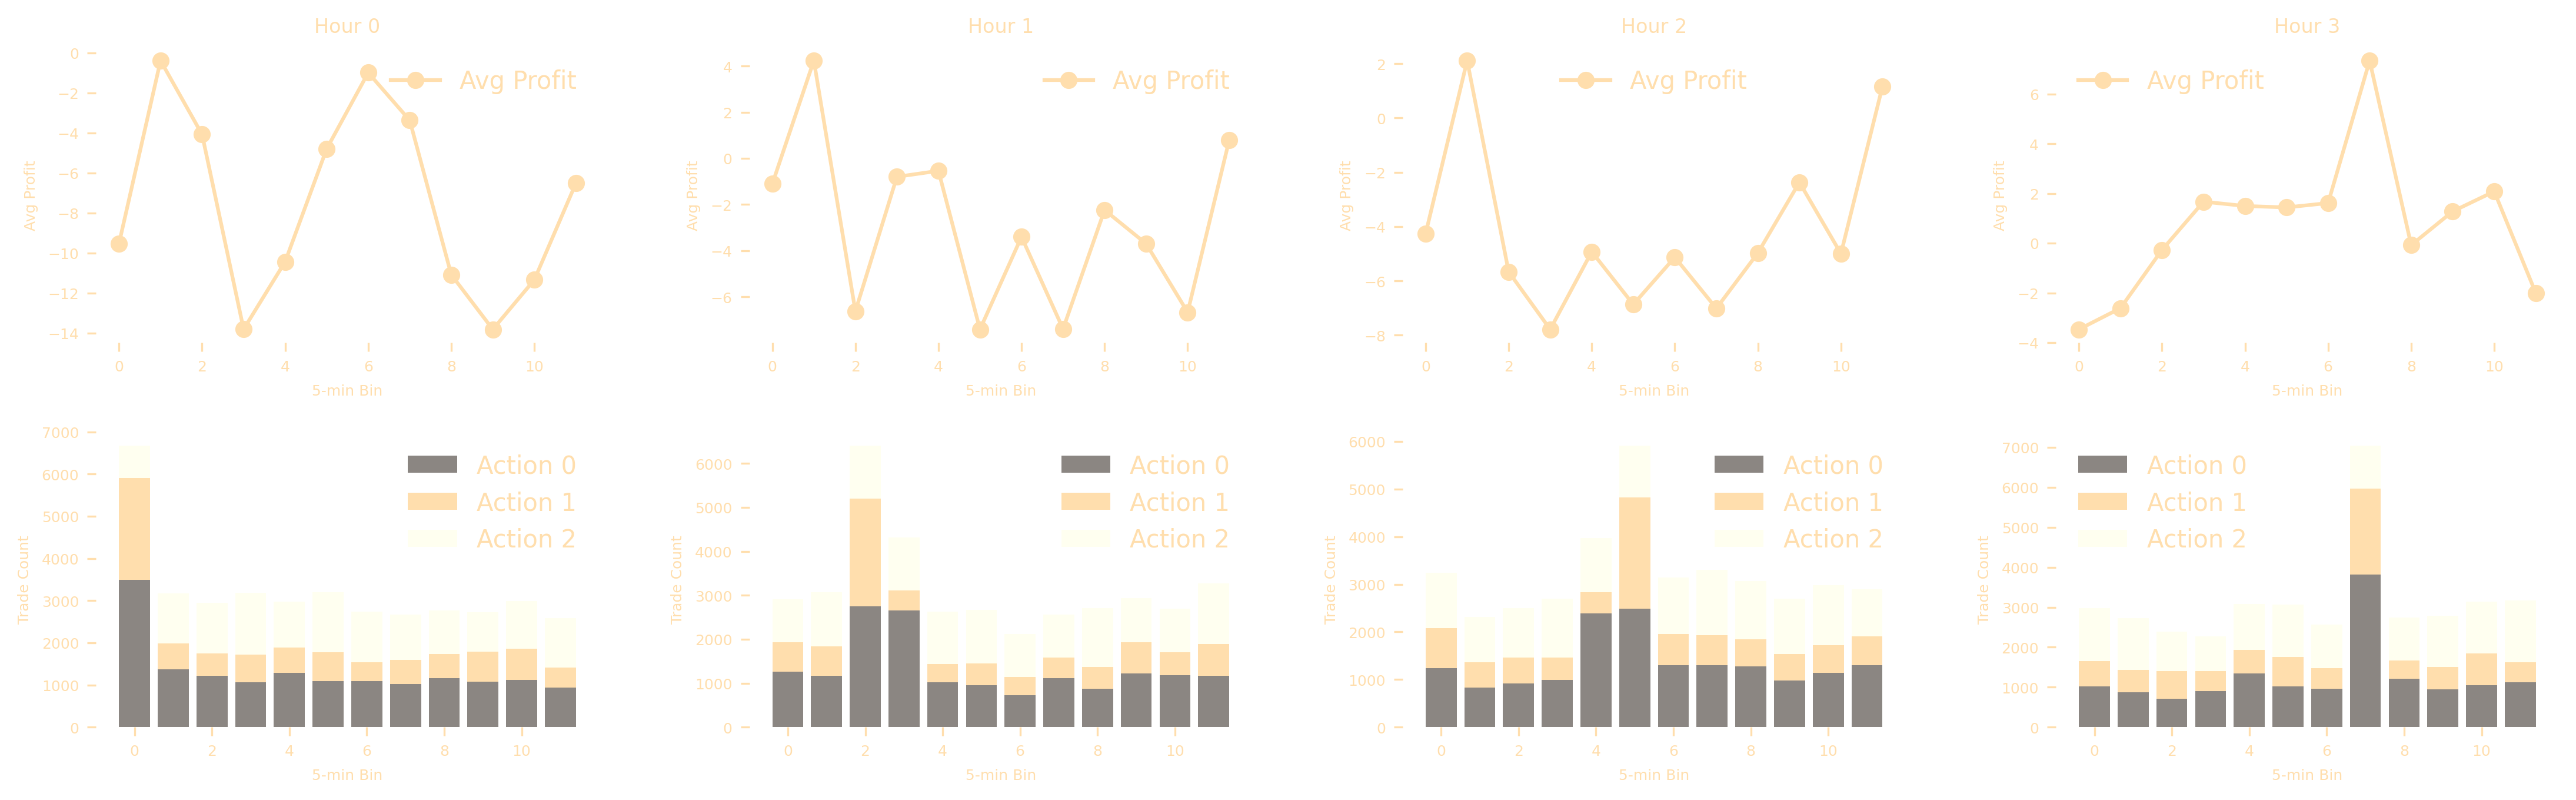 Hour 0
0
−2
−4
−6
−8
−10
−12
−14
Avg Profit
Avg Profit
0 2 4 6 8 10
5-min Bin
Hour 1
4
2
0
−2
−4
−6
Avg Profit
Avg Profit
0 2 4 6 8 10
5-min Bin
Hour 2
2
0
−2
−4
−6
−8
Avg Profit
Avg Profit
0 2 4 6 8 10
5-min Bin
Hour 3
6
4
2
0
−2
−4
Avg Profit
Avg Profit
0 2 4 6 8 10
5-min Bin
7000
6000
5000
4000
3000
2000
1000
0
Trade Count
Action 0
Action 1
Action 2
0 2 4 6 8 10
5-min Bin
6000
5000
4000
3000
2000
1000
0
Trade Count
Action 0
Action 1
Action 2
0 2 4 6 8 10
5-min Bin
6000
5000
4000
3000
2000
1000
0
Trade Count
Action 0
Action 1
Action 2
0 2 4 6 8 10
5-min Bin
7000
6000
5000
4000
3000
2000
1000
0
Trade Count
Action 0
Action 1
Action 2
0 2 4 6 8 10
5-min Bin